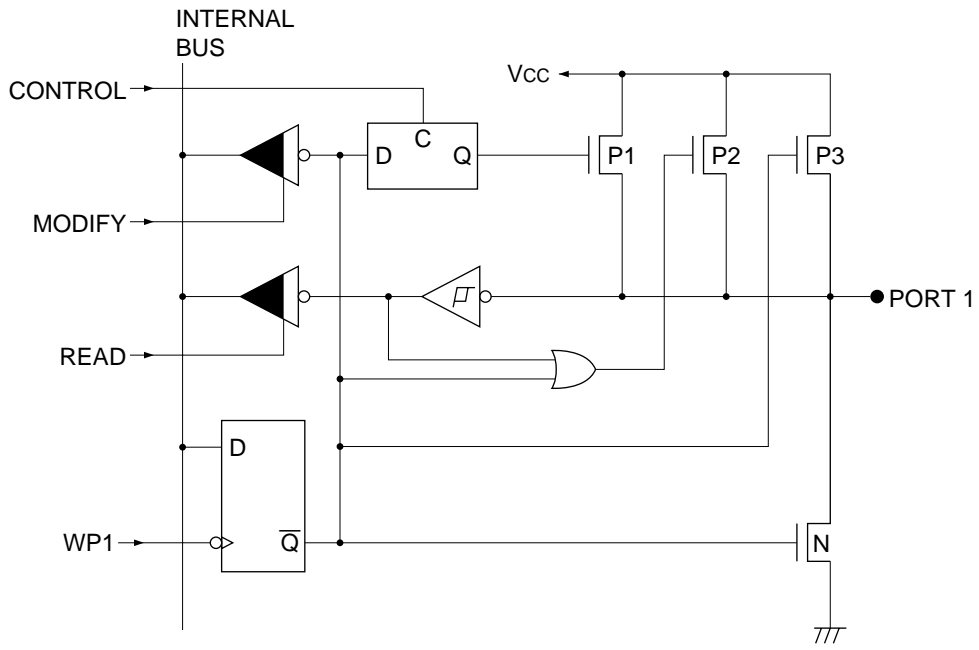 INTERNAL
BUS
CONTROL
VCC
C
D
Q
P1
P2
P3
MODIFY
PORT 1
READ
D
WP1
Q̅
N